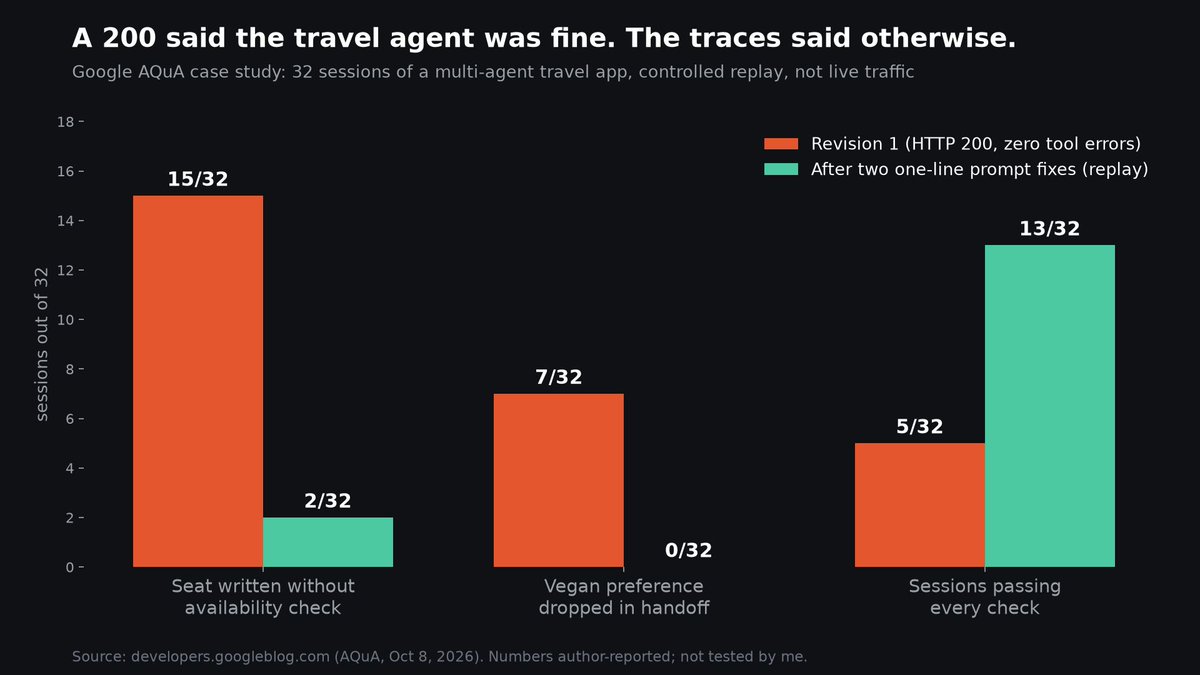 A 200 said the travel agent was fine. The traces said otherwise.
Google AQuA case study: 32 sessions of a multi-agent travel app, controlled replay, not live traffic
18
16
14
12
10
8
6
4
2
0
sessions out of 32
Revision 1 (HTTP 200, zero tool errors)
After two one-line prompt fixes (replay)
15/32
2/32
7/32
0/32
5/32
13/32
Seat written without
availability check
Vegan preference
dropped in handoff
Sessions passing
every check
Source: developers.googleblog.com (AQuA, Oct 8, 2026). Numbers author-reported; not tested by me.